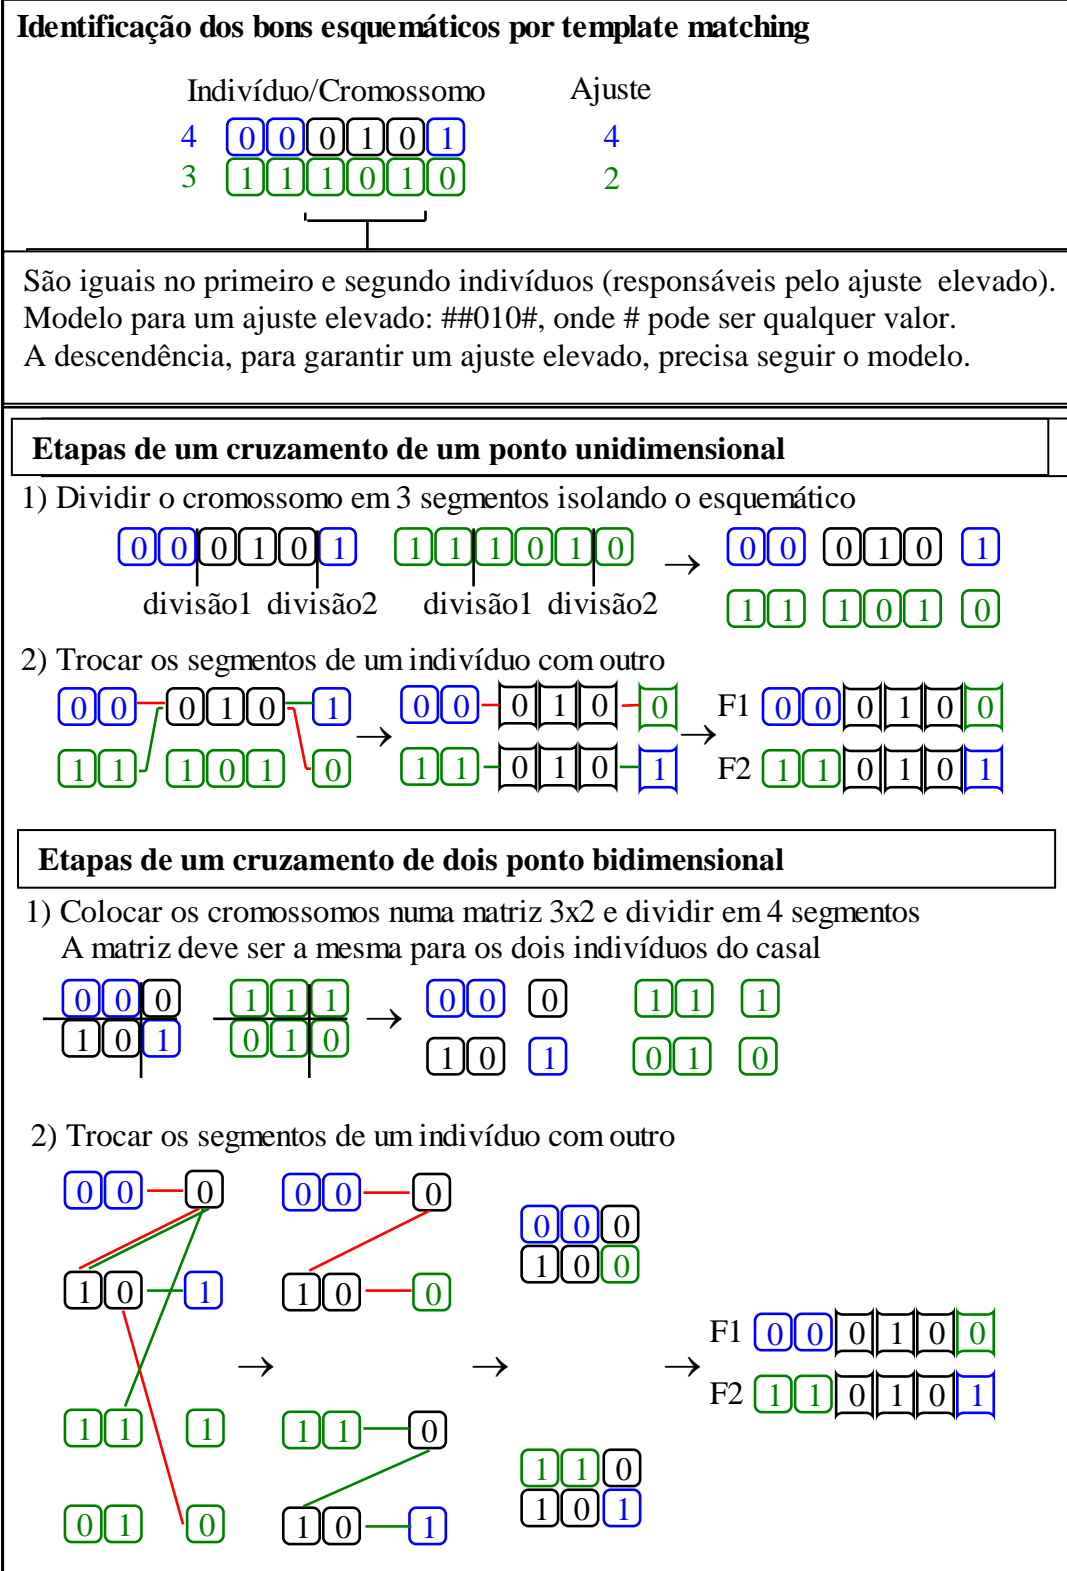 Identificação dos bons esquemáticos por template matching
Indivíduo/Cromossomo Ajuste
4 0 0 0 1 0 1 4
3 1 1 1 0 1 0 2
São iguais no primeiro e segundo indivíduos (responsáveis pelo ajuste elevado).
Modelo para um ajuste elevado: ##010#, onde # pode ser qualquer valor.
A descendência, para garantir um ajuste elevado, precisa seguir o modelo.
Etapas de um cruzamento de um ponto unidimensional
1) Dividir o cromossomo em 3 segmentos isolando o esquemático
0 0 0 1 0 1 1 1 1 0 1 0 → 0 0 0 1 0 1
divisão1 divisão2 divisão1 divisão2 1 1 1 0 1 0
2) Trocar os segmentos de um indivíduo com outro
0 0 0 1 0 1 → 0 0 0 1 0 0 → F1 0 0 0 1 0 0
1 1 1 0 1 0 1 1 0 1 0 1 F2 1 1 0 1 0 1
Etapas de um cruzamento de dois ponto bidimensional
1) Colocar os cromossomos numa matriz 3x2 e dividir em 4 segmentos
A matriz deve ser a mesma para os dois indivíduos do casal
0 0 0 1 1 1 → 0 0 0 1 1 1
1 0 1 0 1 0 1 0 1 0 1 0
2) Trocar os segmentos de um indivíduo com outro
0 0 0 0 0 0
0 0 0
1 0 1 1 0 0 1 0 0
F1 0 0 0 1 0 0
→ → →
F2 1 1 0 1 0 1
1 1 1 1 1 0
1 1 0
0 1 0 1 0 1 1 0 1